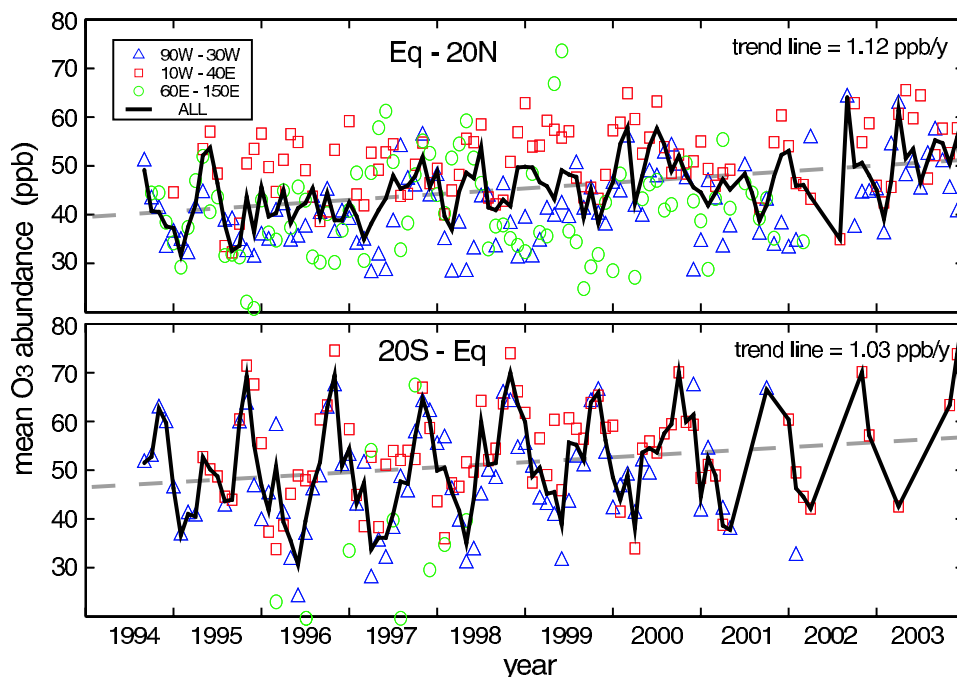 80
70
60
50
40
30
Eq - 20N
trend line = 1.12 ppb/y
90W - 30W
10W - 40E
60E - 150E
ALL
mean O3 abundance (ppb)
80
70
60
50
40
30
20S - Eq
trend line = 1.03 ppb/y
1994 1995 1996 1997 1998 1999 2000 2001 2002 2003
year